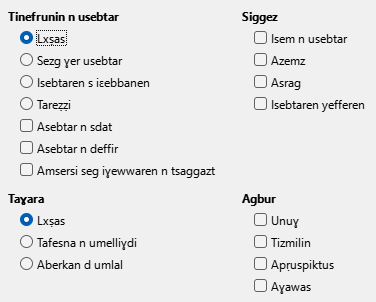 Tinefrunin n usebtar
Lxṣas
Sezg ɣer usebtar
Isebtaren s iɛebbanen
Tareẓẓi
Asebtar n sdat
Asebtar n deffir
Amsersi seg iɣewwaren n tsaggazt
Siggez
Isem n usebtar
Azemz
Asrag
Isebtaren yefferen
Taɣara
Lxṣas
Tafesna n umelliɣdi
Aberkan d umlal
Agbur
Unuɣ
Tizmilin
Apṛuspiktus
Aɣawas